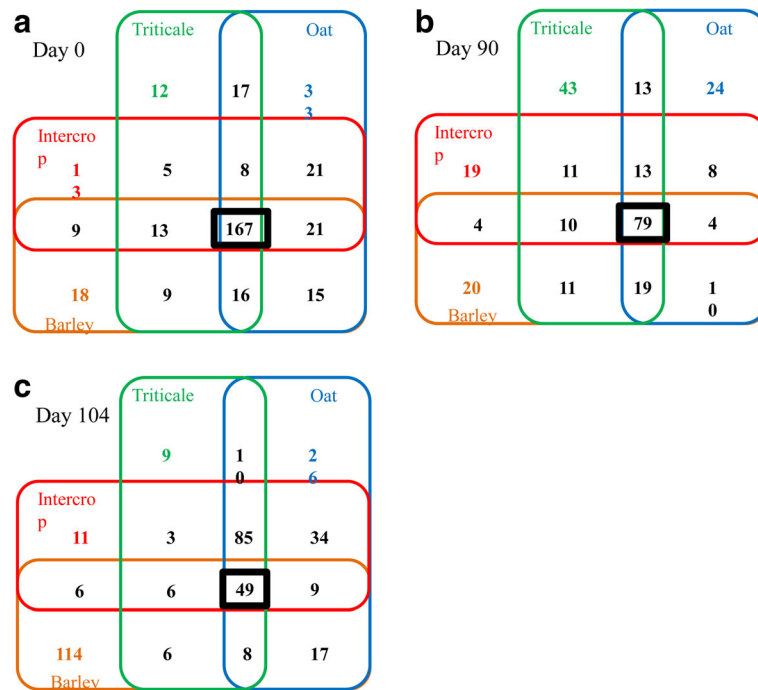 a
Day 0
Triticale
Oat
12
17
3
3
Intercro
p
1
3
5
8
21
9
13
167
21
18
9
16
15
Barley
b
Day 90
Triticale
Oat
43
13
24
Intercro
p
19
11
13
8
4
10
79
4
20
11
19
1
0
Barley
c
Day 104
Triticale
Oat
9
1
0
2
6
Intercro
p
11
3
85
34
6
6
49
9
114
6
8
17
Barley